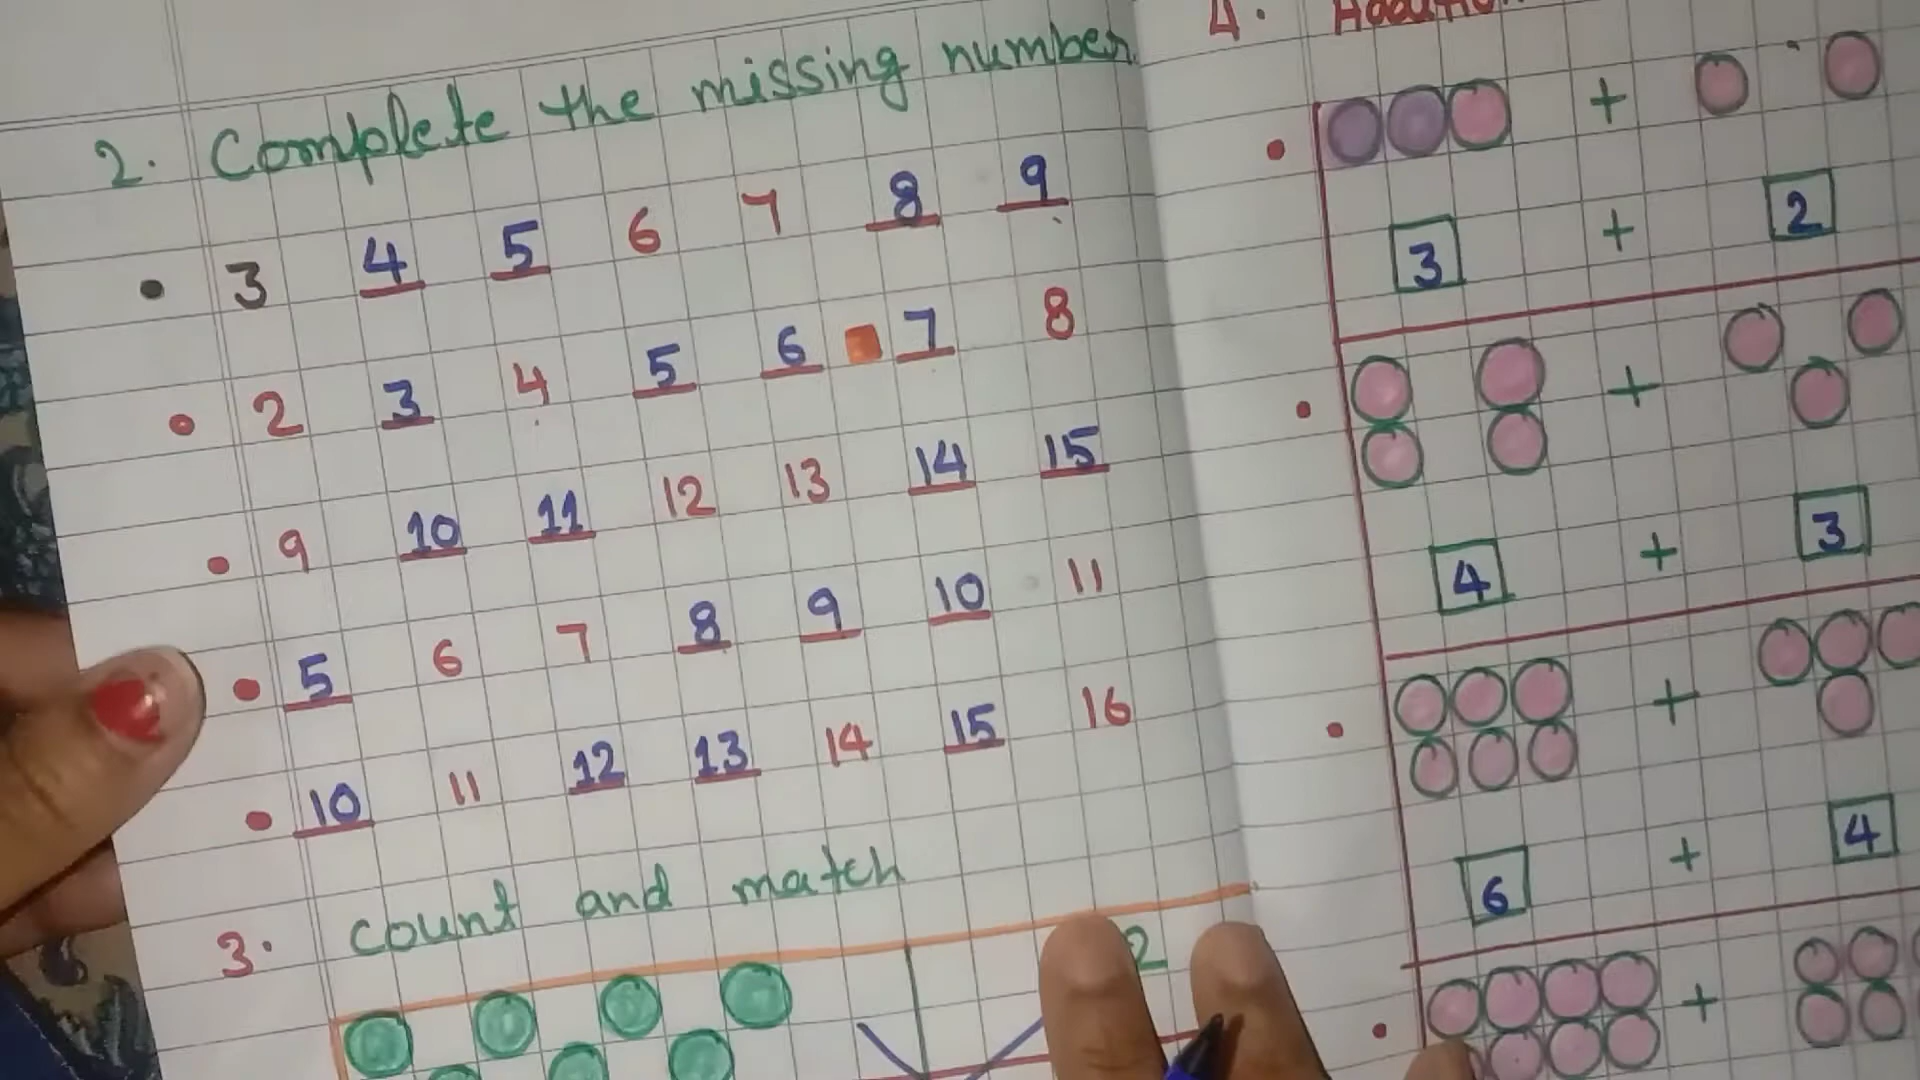 2. Complete the missing number
• 3 4 5 6 7 8 9
• 2 3 4 5 6 7 8
• 9 10 11 12 13 14 15
• 5 6 7 8 9 10 11
• 10 11 12 13 14 15 16
3. count and match
2
4. Addition
+
3 + 2
+
4 + 3
+
6 + 4
+